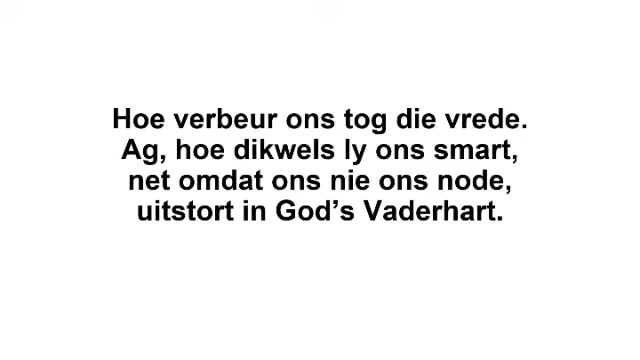 Hoe verbeur ons tog die vrede.
Ag, hoe dikwels ly ons smart,
net omdat ons nie ons node,
uitstort in God’s Vaderhart.